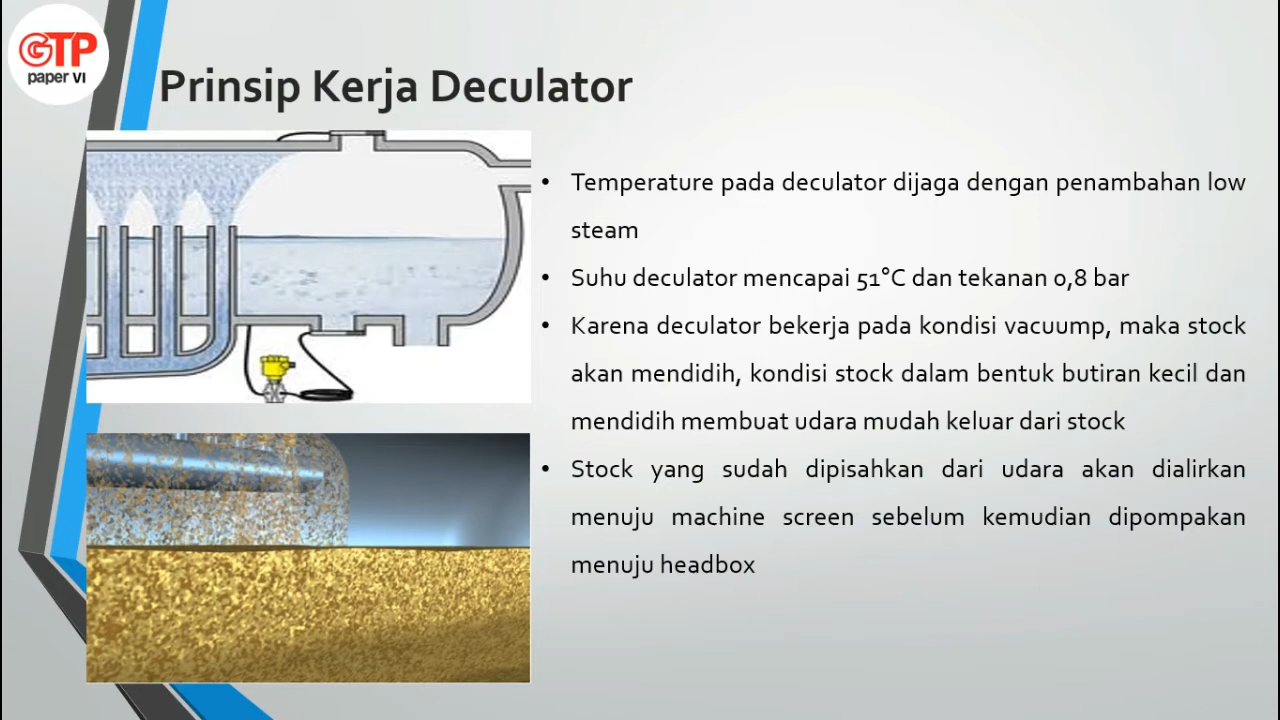 GTP
paper VI
Prinsip Kerja Deculator
• Temperature pada deculator dijaga dengan penambahan low
steam
• Suhu deculator mencapai 51°C dan tekanan 0,8 bar
• Karena deculator bekerja pada kondisi vacuump, maka stock
akan mendidih, kondisi stock dalam bentuk butiran kecil dan
mendidih membuat udara mudah keluar dari stock
• Stock yang sudah dipisahkan dari udara akan dialirkan
menuju machine screen sebelum kemudian dipompakan
menuju headbox